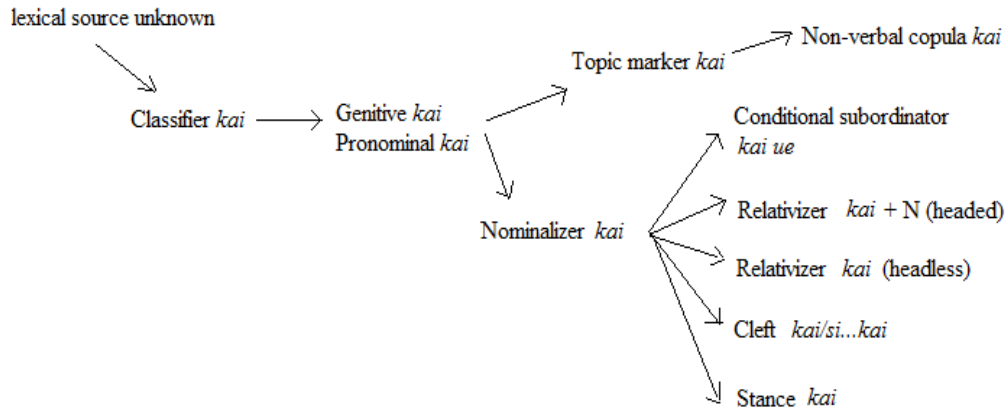 lexical source unknown
Classifier kai
Genitive kai
Pronominal kai
Topic marker kai
Non-verbal copula kai
Nominalizer kai
Conditional subordinator
kai ue
Relativizer kai + N (headed)
Relativizer kai (headless)
Cleft kai/si...kai
Stance kai